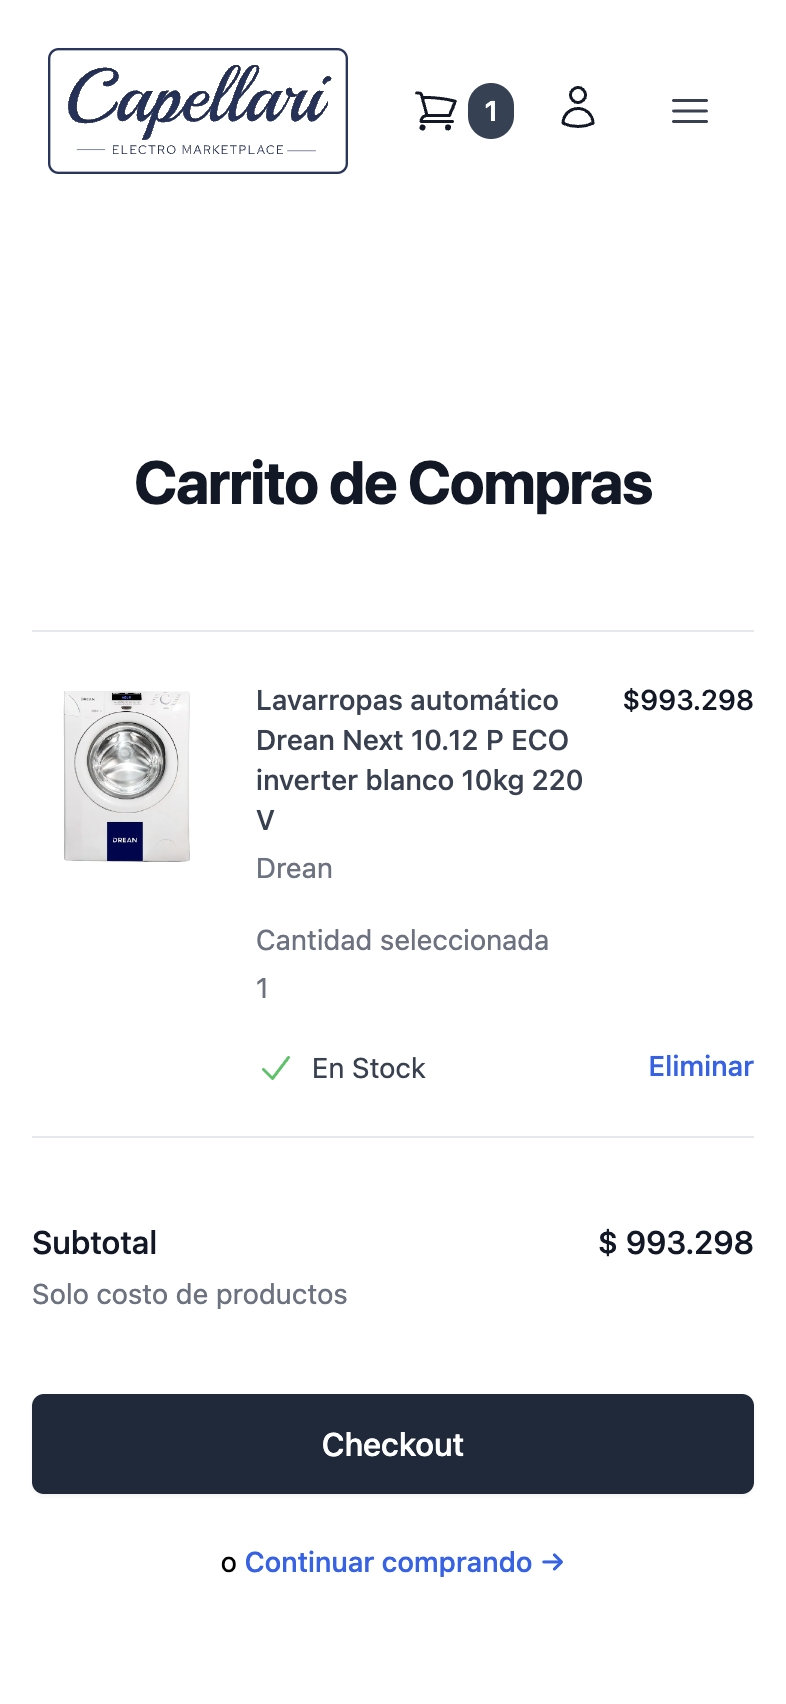 Capellari
ELECTRO MARKETPLACE
1
Carrito de Compras
Lavarropas automático
Drean Next 10.12 P ECO
inverter blanco 10kg 220
V
$993.298
Drean
Cantidad seleccionada
1
En Stock
Eliminar
Subtotal
$ 993.298
Solo costo de productos
Checkout
o Continuar comprando →
DREAN